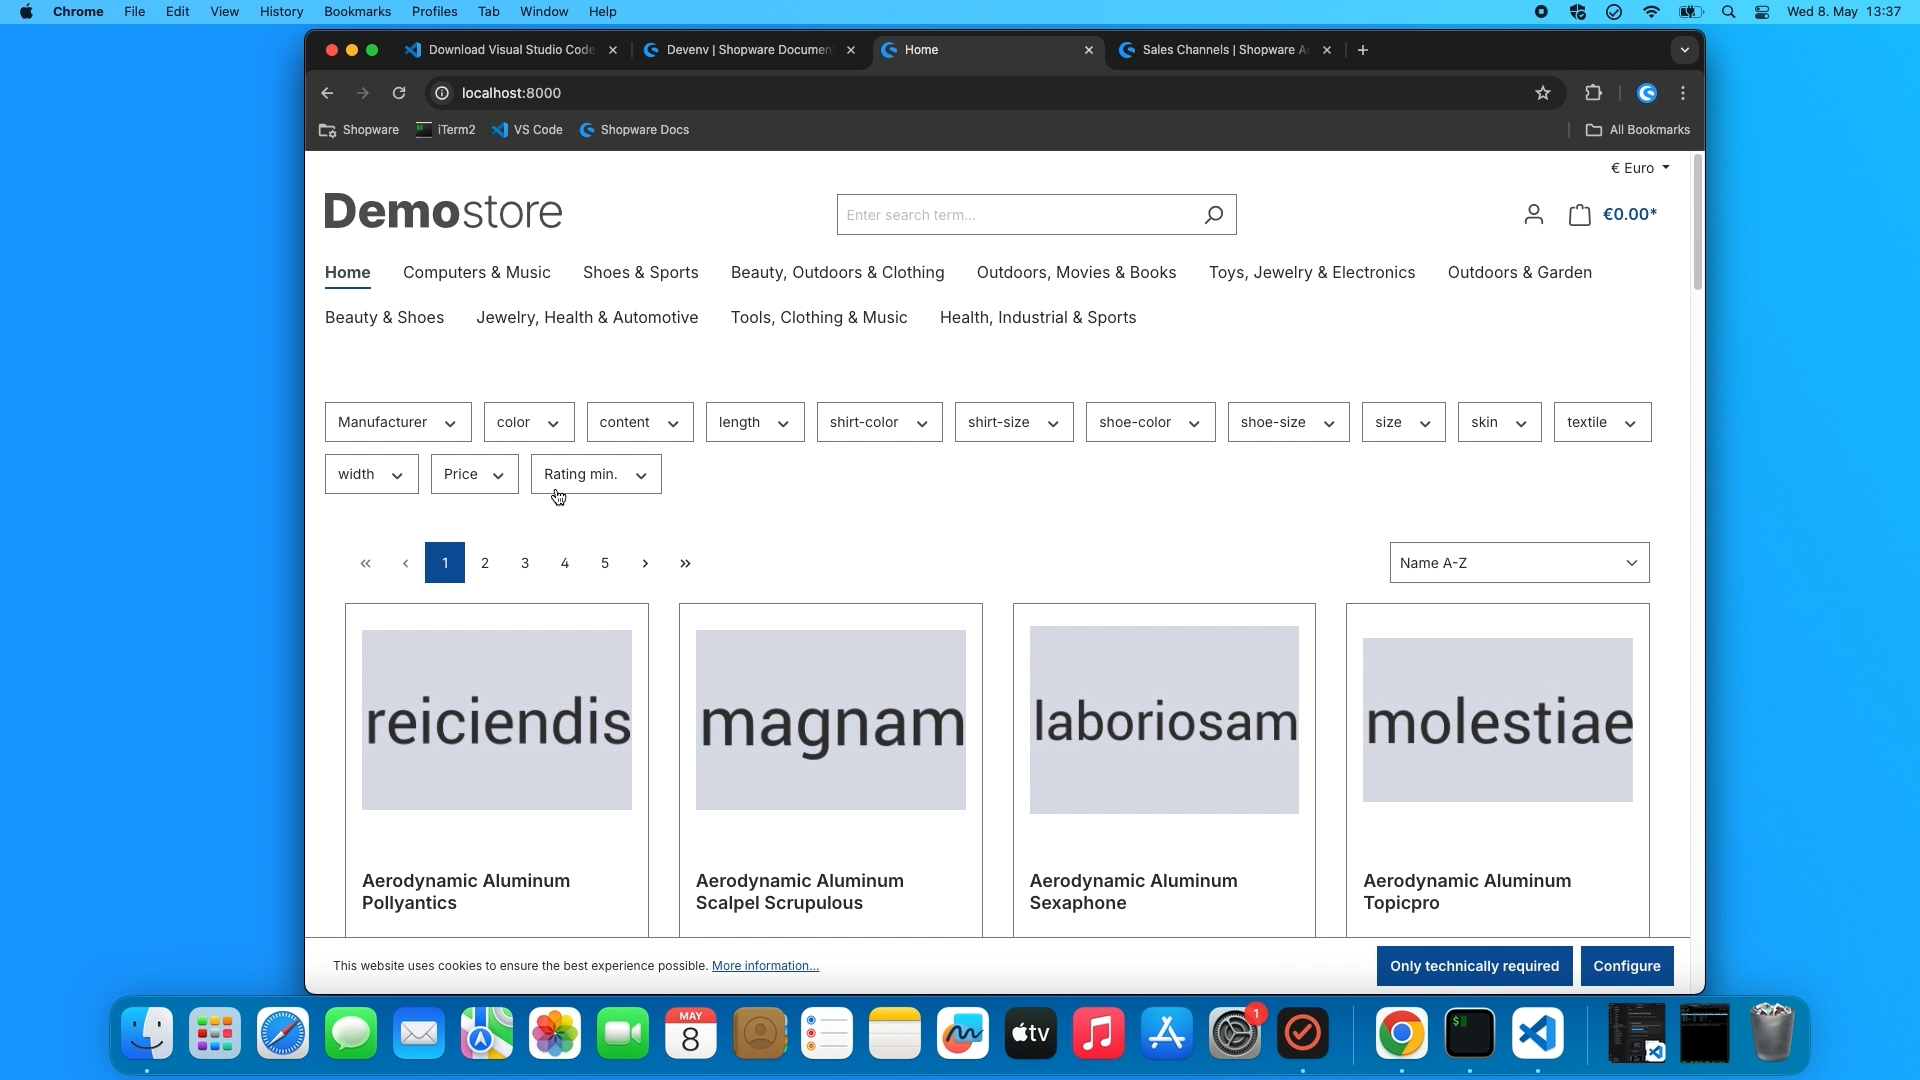 Chrome File Edit View History Bookmarks Profiles Tab Window Help Wed 8. May 13:37
Download Visual Studio Code Devenv | Shopware Documen Home Sales Channels | Shopware A
localhost:8000
Shopware iTerm2 VS Code Shopware Docs All Bookmarks
€ Euro
Demostore
Enter search term...
€0.00*
Home Computers & Music Shoes & Sports Beauty, Outdoors & Clothing Outdoors, Movies & Books Toys, Jewelry & Electronics Outdoors & Garden
Beauty & Shoes Jewelry, Health & Automotive Tools, Clothing & Music Health, Industrial & Sports
Manufacturer color content length shirt-color shirt-size shoe-color shoe-size size skin textile
width Price Rating min.
« ‹ 1 2 3 4 5 › »
Name A-Z
reiciendis magnam laboriosam molestiae
Aerodynamic Aluminum
Pollyantics
Aerodynamic Aluminum
Scalpel Scrupulous
Aerodynamic Aluminum
Sexaphone
Aerodynamic Aluminum
Topicpro
This website uses cookies to ensure the best experience possible. More information...
Only technically required Configure
MAY
8
tv
1
$